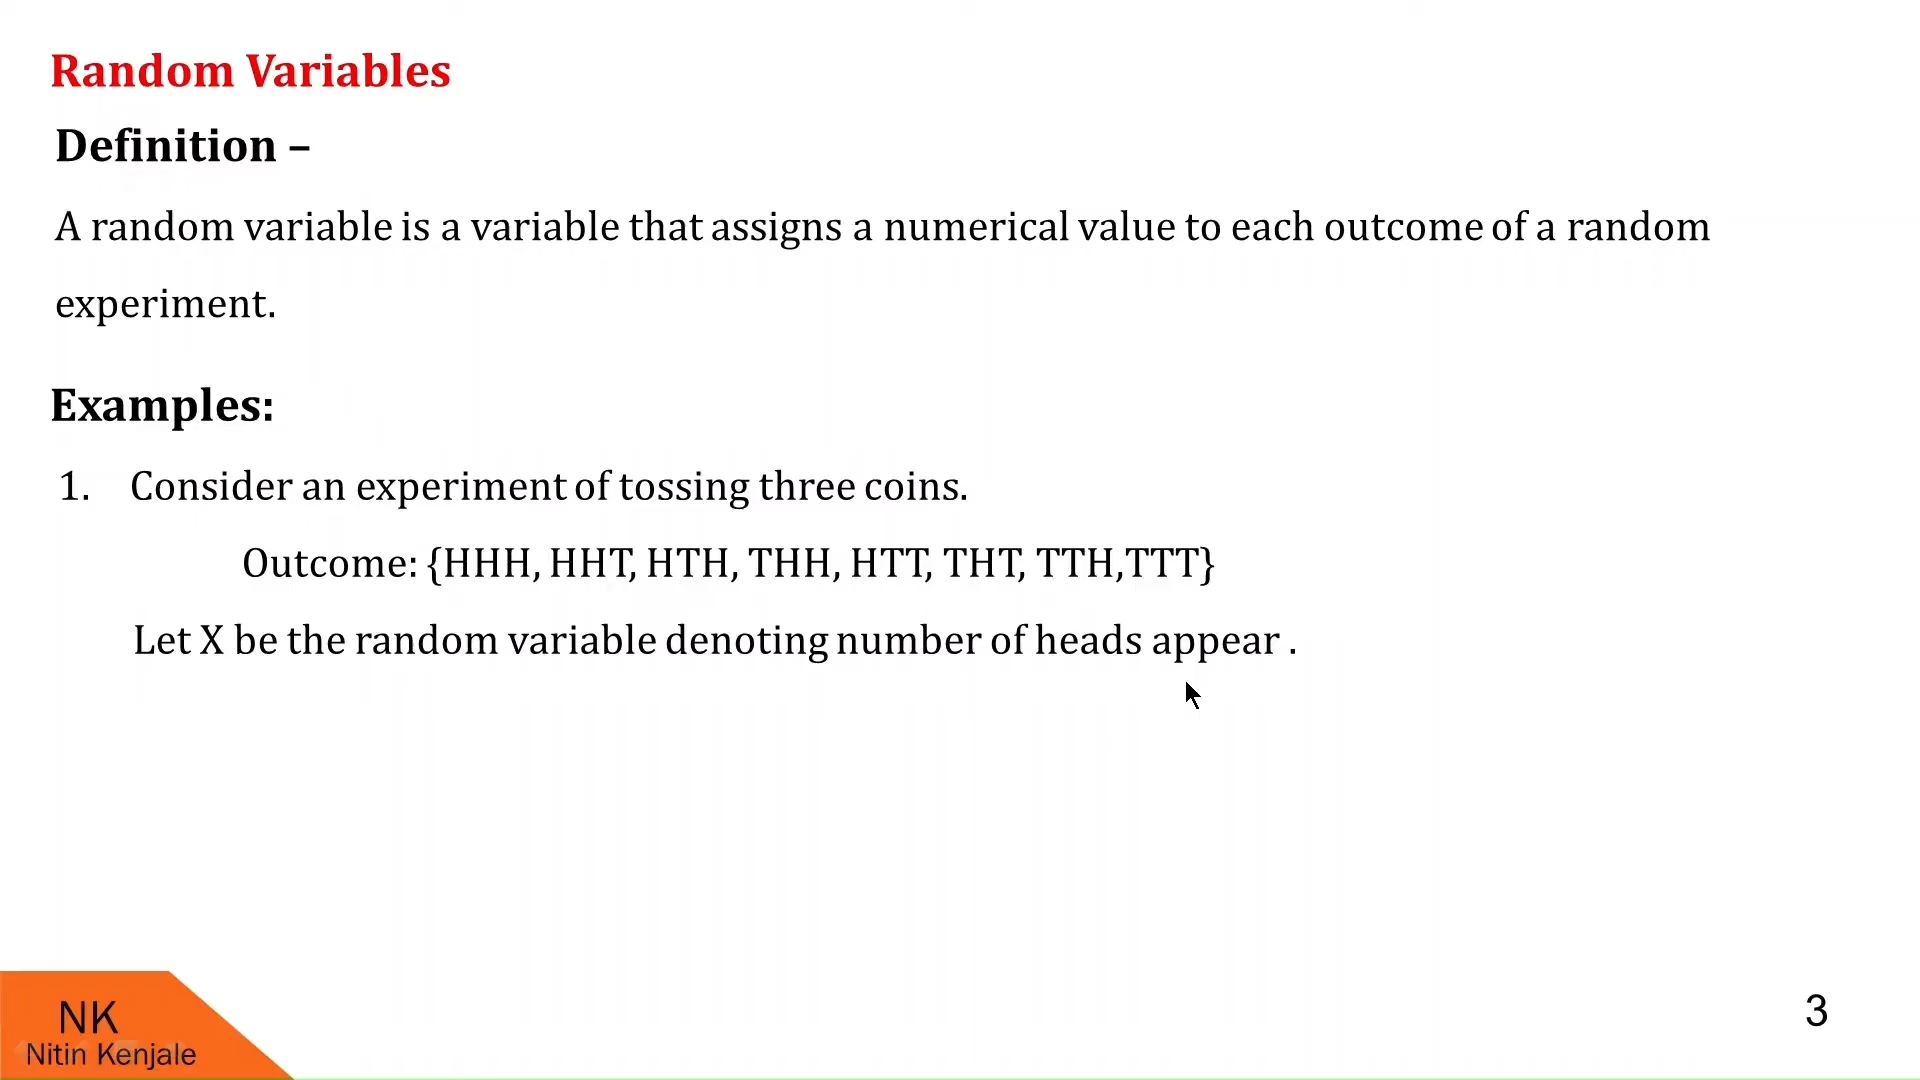 Random Variables
Definition –
A random variable is a variable that assigns a numerical value to each outcome of a random
experiment.
Examples:
1. Consider an experiment of tossing three coins.
Outcome: {HHH, HHT, HTH, THH, HTT, THT, TTH,TTT}
Let X be the random variable denoting number of heads appear .
NK
Nitin Kenjale
3